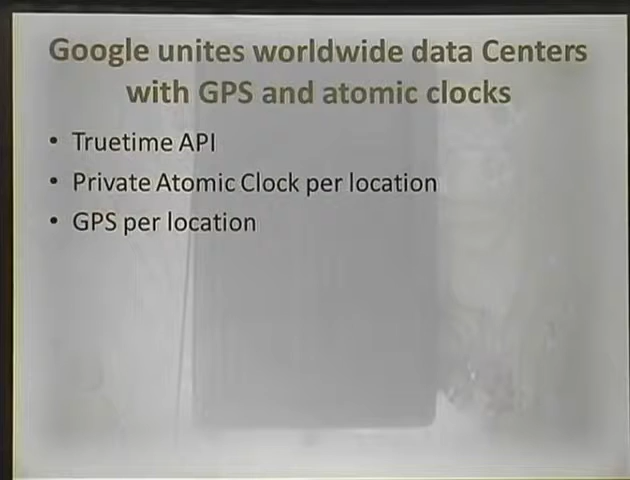 Google unites worldwide data Centers
with GPS and atomic clocks
• Truetime API
• Private Atomic Clock per location
• GPS per location